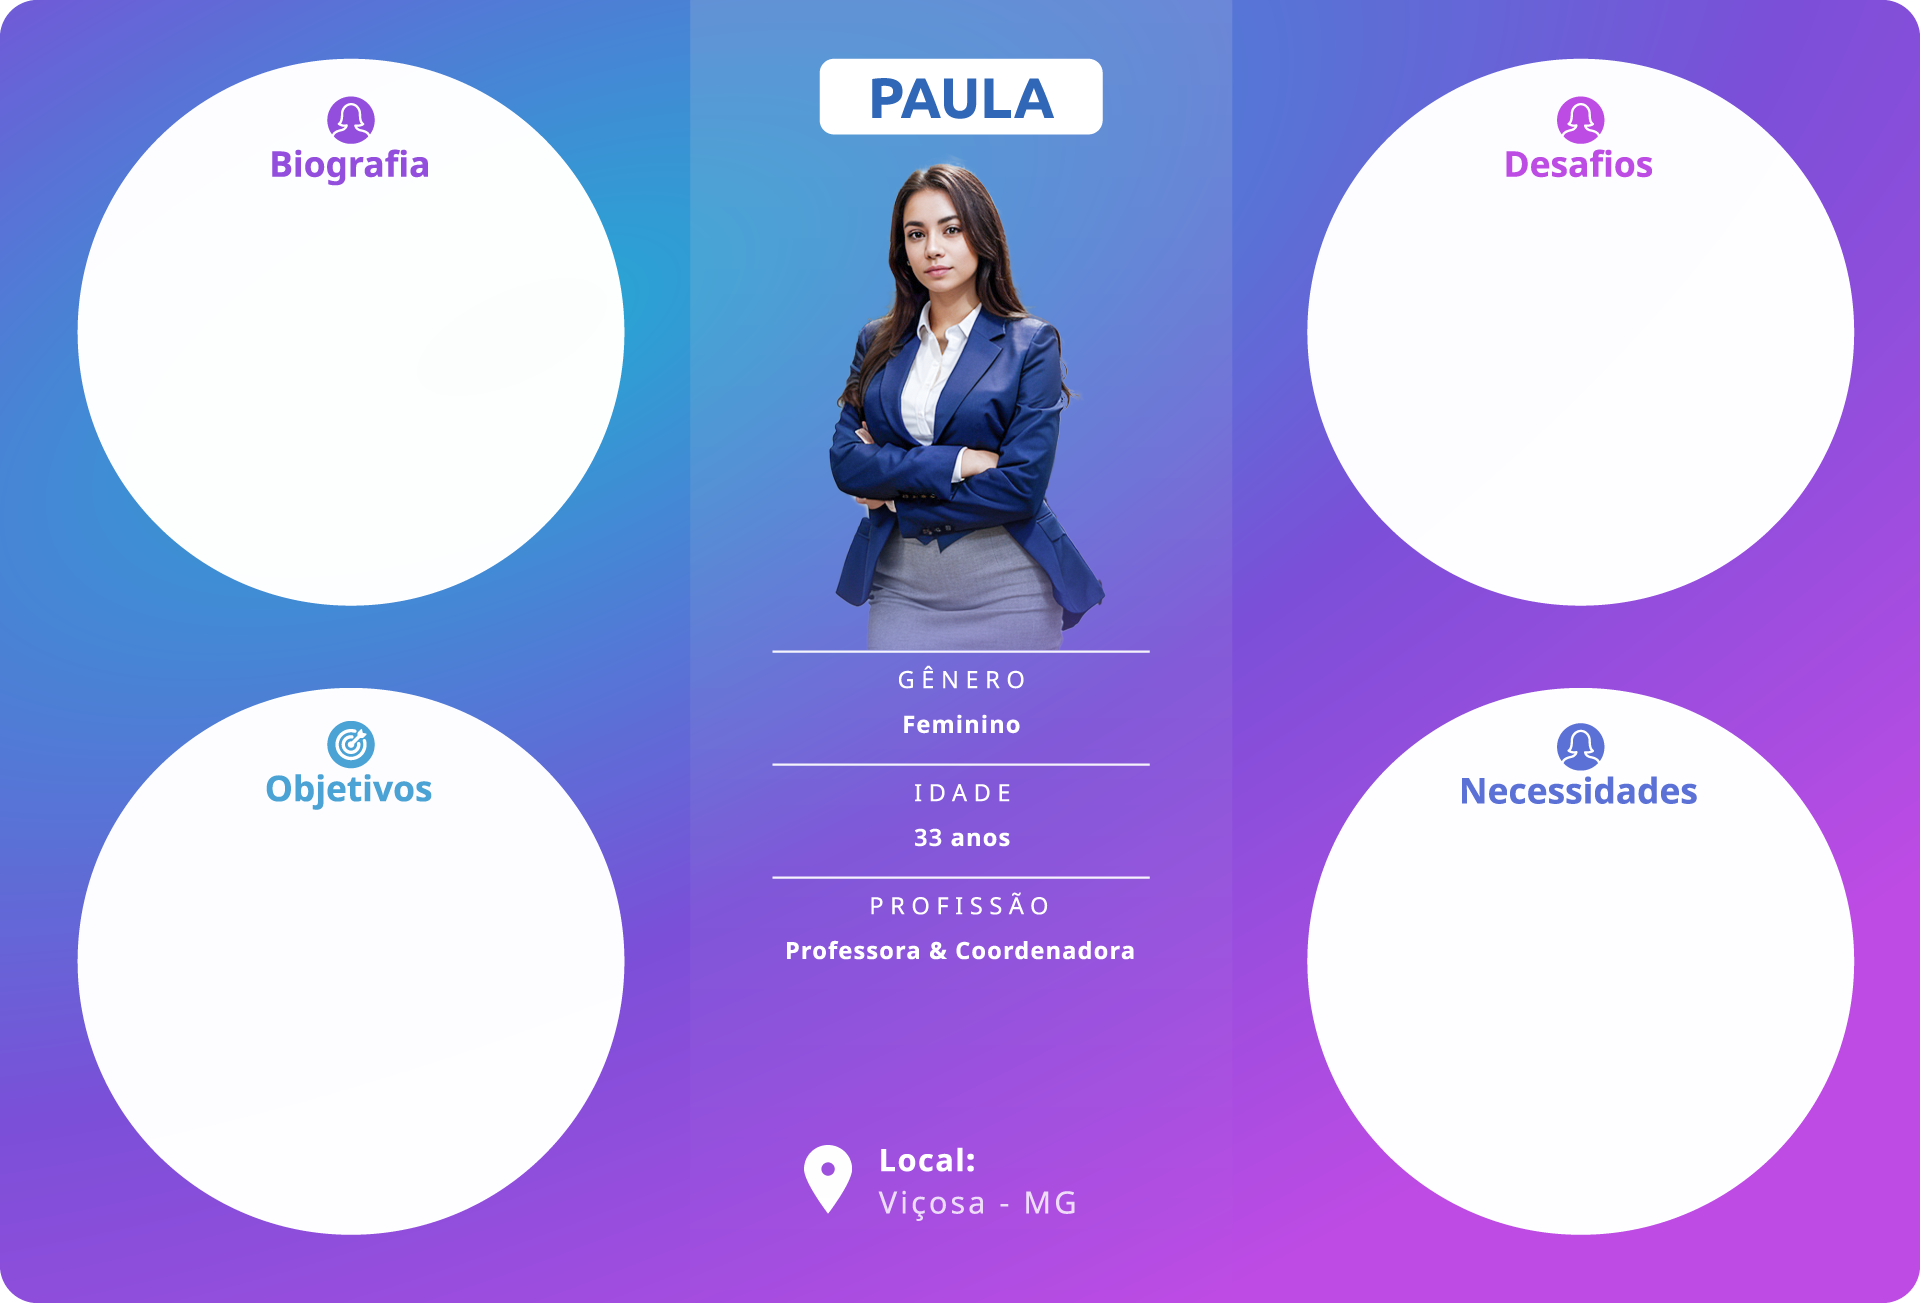 PAULA
Biografia
Desafios
GÊNERO
Feminino
IDADE
33 anos
PROFISSÃO
Professora & Coordenadora
Objetivos
Necessidades
Local:
Viçosa - MG